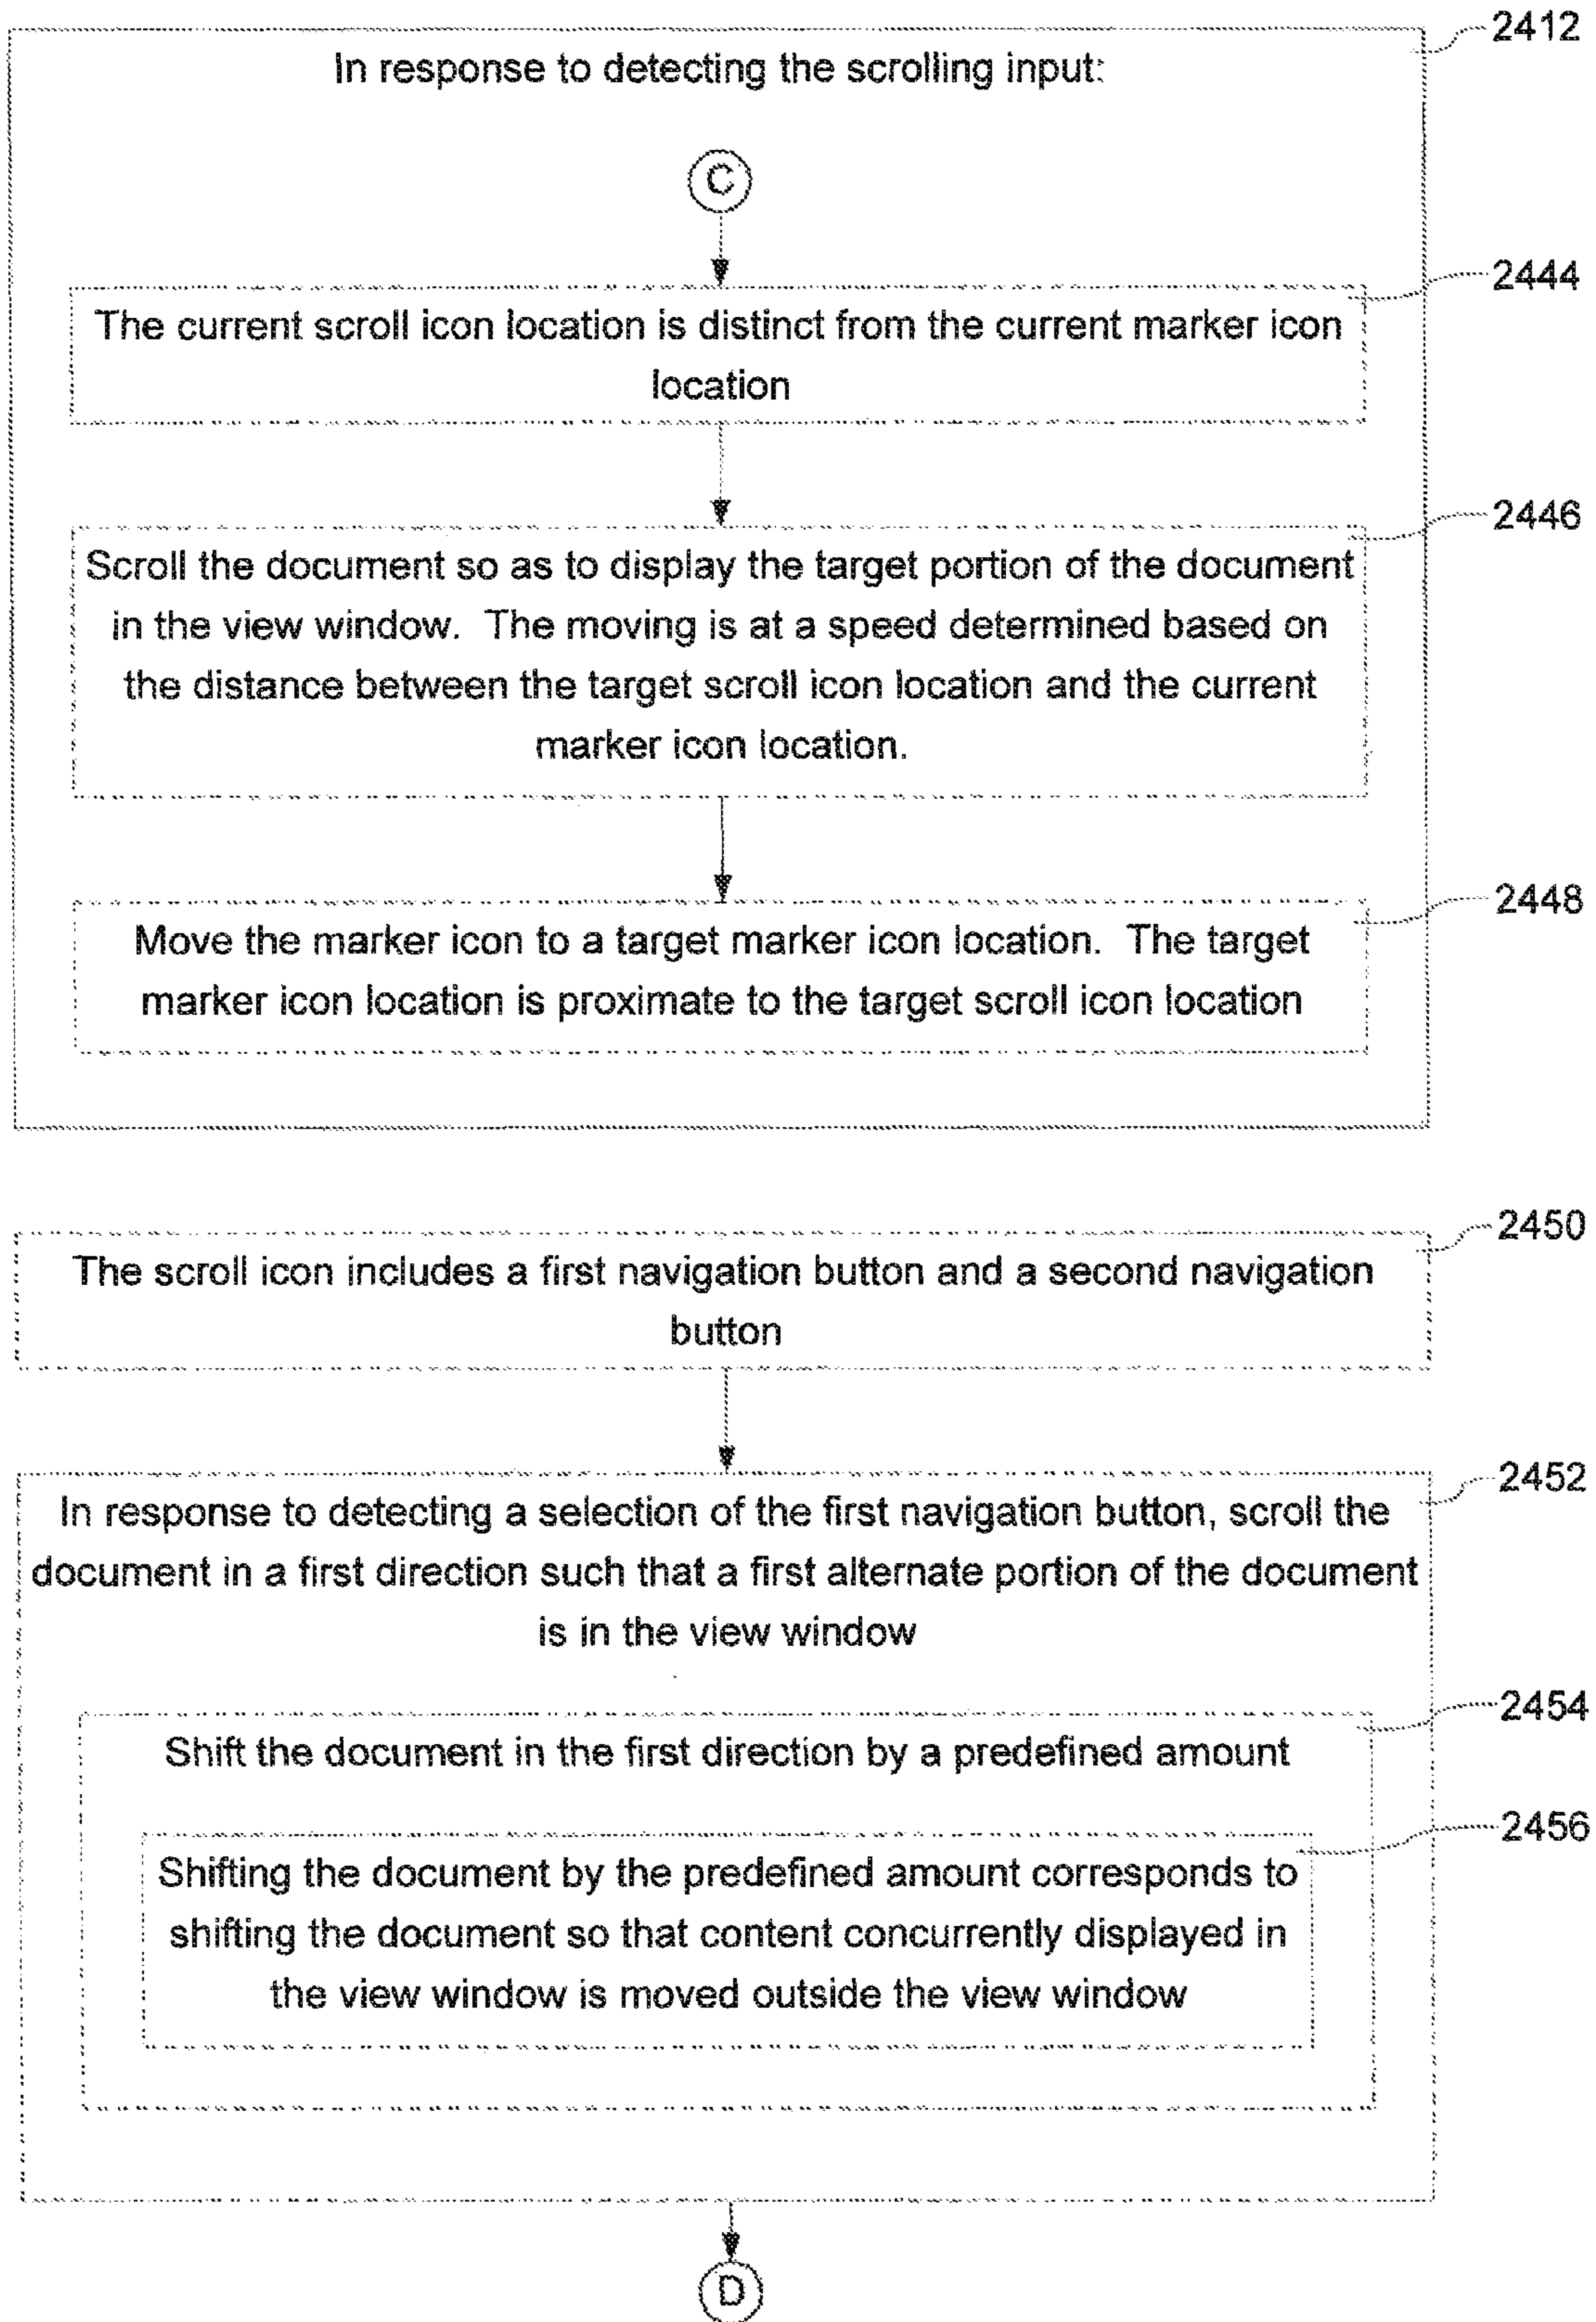 2412
In response to detecting the scrolling input:
C
2444
The current scroll icon location is distinct from the current marker icon
location
2446
Scroll the document so as to display the target portion of the document
in the view window. The moving is at a speed determined based on
the distance between the target scroll icon location and the current
marker icon location.
2448
Move the marker icon to a target marker icon location. The target
marker icon location is proximate to the target scroll icon location
2450
The scroll icon includes a first navigation button and a second navigation
button
2452
In response to detecting a selection of the first navigation button, scroll the
document in a first direction such that a first alternate portion of the document
is in the view window
2454
Shift the document in the first direction by a predefined amount
2456
Shifting the document by the predefined amount corresponds to
shifting the document so that content concurrently displayed in
the view window is moved outside the view window
D